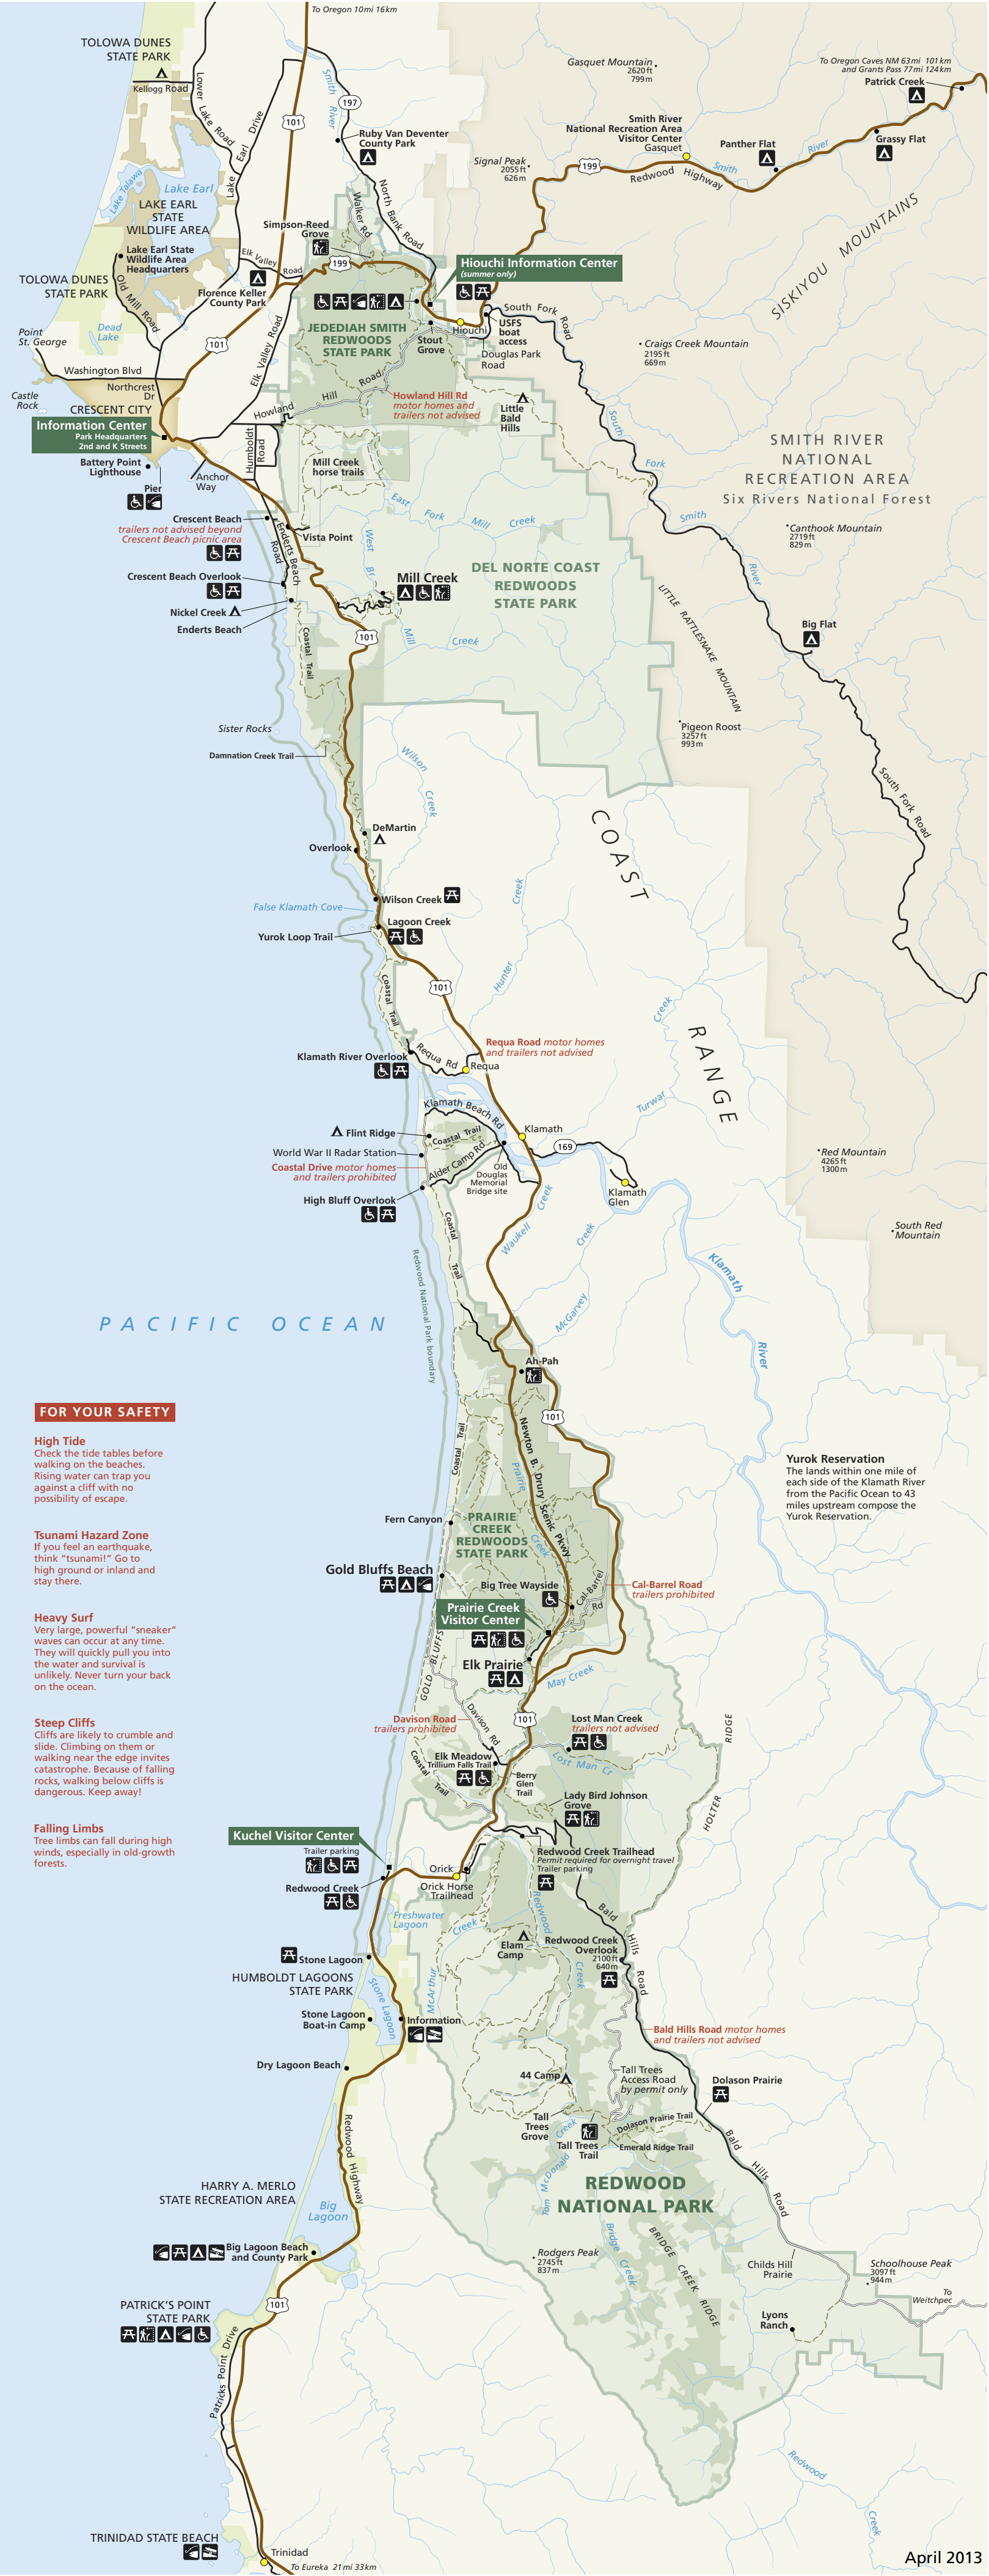 To Oregon 10mi 16km
TOLOWA DUNES
STATE PARK
Kellogg Road
Lower
Lake Road
Lake
Earl
Drive
101
Smith
River
197
Ruby Van Deventer
County Park
North Bank Road
Walker Rd
Gasquet Mountain
2620ft
799m
To Oregon Caves NM 63mi 101km
and Grants Pass 77mi 124km
Patrick Creek
Smith River
National Recreation Area
Visitor Center
Gasquet
Panther Flat
Grassy Flat
Smith
River
Signal Peak
2055ft
626m
199
Redwood
Highway
SISKIYOU MOUNTAINS
Lake Talawa
Lake Earl
LAKE EARL
STATE
WILDLIFE AREA
Lake Earl State
Wildlife Area
Headquarters
TOLOWA DUNES
STATE PARK
Old Mill Road
Simpson-Reed
Grove
Elk Valley
Road
199
Florence Keller
County Park
Hiouchi Information Center
(summer only)
JEDEDIAH SMITH
REDWOODS
STATE PARK
Stout
Grove
Hiouchi
USFS
boat
access
South Fork
Road
Douglas Park
Road
Craigs Creek Mountain
2195ft
669m
Point
St. George
Dead
Lake
101
Elk Valley Road
Washington Blvd
Northcrest
Dr
Castle
Rock
CRESCENT CITY
Howland
Hill
Road
Howland Hill Rd
motor homes and
trailers not advised
Little
Bald
Hills
Information Center
Park Headquarters
2nd and K Streets
Humboldt
Road
Battery Point
Lighthouse
Pier
Anchor
Way
Mill Creek
horse trails
South
Fork
Smith
River
SMITH RIVER
NATIONAL
RECREATION AREA
Six Rivers National Forest
Canthook Mountain
2719ft
829m
East
Fork
Mill
Creek
West
Br
Crescent Beach
trailers not advised beyond
Crescent Beach picnic area
Enderts Beach
Road
Vista Point
Crescent Beach Overlook
Mill Creek
DEL NORTE COAST
REDWOODS
STATE PARK
Nickel Creek
Enderts Beach
101
Mill
Creek
Coastal Trail
LITTLE RATTLESNAKE MOUNTAIN
Big Flat
Sister Rocks
Damnation Creek Trail
Pigeon Roost
3257ft
993m
Wilson
Creek
South Fork Road
COAST
DeMartin
Overlook
Wilson Creek
False Klamath Cove
Lagoon Creek
Yurok Loop Trail
Creek
Hunter
101
Coastal
Trail
Creek
RANGE
Requa Road motor homes
and trailers not advised
Klamath River Overlook
Requa Rd
Requa
Turwar
Klamath Beach Rd
Klamath
Flint Ridge
Coastal Trail
169
World War II Radar Station
Alder Camp Rd
Coastal Drive motor homes
and trailers prohibited
Old
Douglas
Memorial
Bridge site
High Bluff Overlook
Klamath
Glen
Red Mountain
4265ft
1300m
South Red
Mountain
Creek
Waukell
Creek
McGarvey
Coastal
Trail
Klamath
River
Redwood National Park boundary
PACIFIC OCEAN
Ah-Pah
101
FOR YOUR SAFETY
High Tide
Check the tide tables before
walking on the beaches.
Rising water can trap you
against a cliff with no
possibility of escape.
Tsunami Hazard Zone
If you feel an earthquake,
think “tsunami!” Go to
high ground or inland and
stay there.
Heavy Surf
Very large, powerful “sneaker”
waves can occur at any time.
They will quickly pull you into
the water and survival is
unlikely. Never turn your back
on the ocean.
Steep Cliffs
Cliffs are likely to crumble and
slide. Climbing on them or
walking near the edge invites
catastrophe. Because of falling
rocks, walking below cliffs is
dangerous. Keep away!
Falling Limbs
Tree limbs can fall during high
winds, especially in old-growth
forests.
Newton B. Drury Scenic Pkwy
Coastal Trail
Prairie
Creek
Yurok Reservation
The lands within one mile of
each side of the Klamath River
from the Pacific Ocean to 43
miles upstream compose the
Yurok Reservation.
Fern Canyon
PRAIRIE
CREEK
REDWOODS
STATE PARK
Gold Bluffs Beach
Big Tree Wayside
Cal-Barrel
Rd
Cal-Barrel Road
trailers prohibited
Prairie Creek
Visitor Center
GOLD BLUFFS
Elk Prairie
May Creek
Davison Road
trailers prohibited
Davison Rd
101
Lost Man Creek
trailers not advised
Lost Man Cr
Elk Meadow
Trillium Falls Trail
Berry
Glen
Trail
Coastal
Trail
HOLTER
RIDGE
Lady Bird Johnson
Grove
Kuchel Visitor Center
Trailer parking
Redwood Creek Trailhead
Permit required for overnight travel
Trailer parking
Redwood Creek
Orick
Orick Horse
Trailhead
Freshwater
Lagoon
Creek
McArthur
Redwood
Creek
Bald
Hills
Road
Elam
Camp
Redwood Creek
Overlook
2100ft
640m
Stone Lagoon
HUMBOLDT LAGOONS
STATE PARK
Stone Lagoon
Stone Lagoon
Boat-in Camp
Information
Bald Hills Road motor homes
and trailers not advised
Dry Lagoon Beach
44 Camp
Tall Trees
Access Road
by permit only
Dolason Prairie
Tall
Trees
Grove
Tall Trees
Trail
Dolason Prairie Trail
Emerald Ridge Trail
Creek
Tom McDonald
Bald
Hills
Road
Redwood Highway
REDWOOD
NATIONAL PARK
HARRY A. MERLO
STATE RECREATION AREA
Big
Lagoon
Bridge Creek
BRIDGE CREEK RIDGE
Rodgers Peak
2745ft
837m
Big Lagoon Beach
and County Park
Childs Hill
Prairie
Schoolhouse Peak
3097ft
944m
To
Weitchpec
PATRICK’S POINT
STATE PARK
101
Lyons
Ranch
Patricks Point Drive
Redwood
Creek
TRINIDAD STATE BEACH
Trinidad
To Eureka 21mi 33km
April 2013